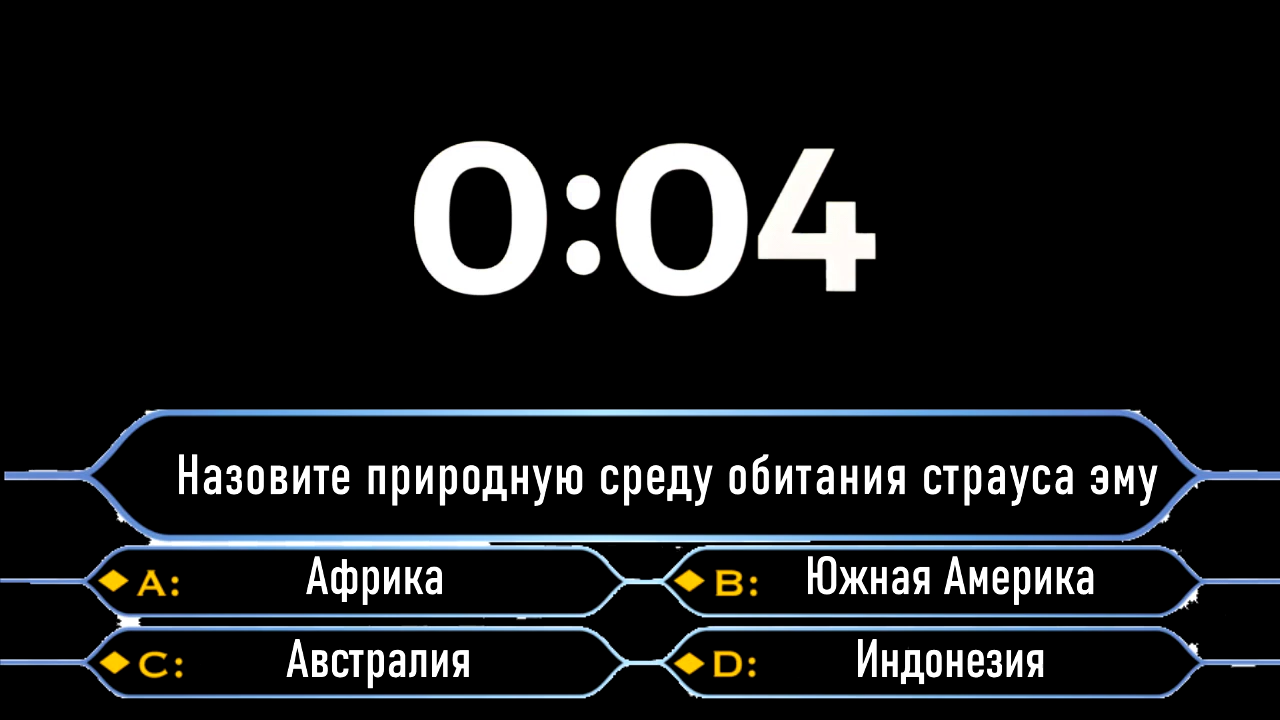 0:04
Назовите природную среду обитания страуса эму
A: Африка
B: Южная Америка
C: Австралия
D: Индонезия